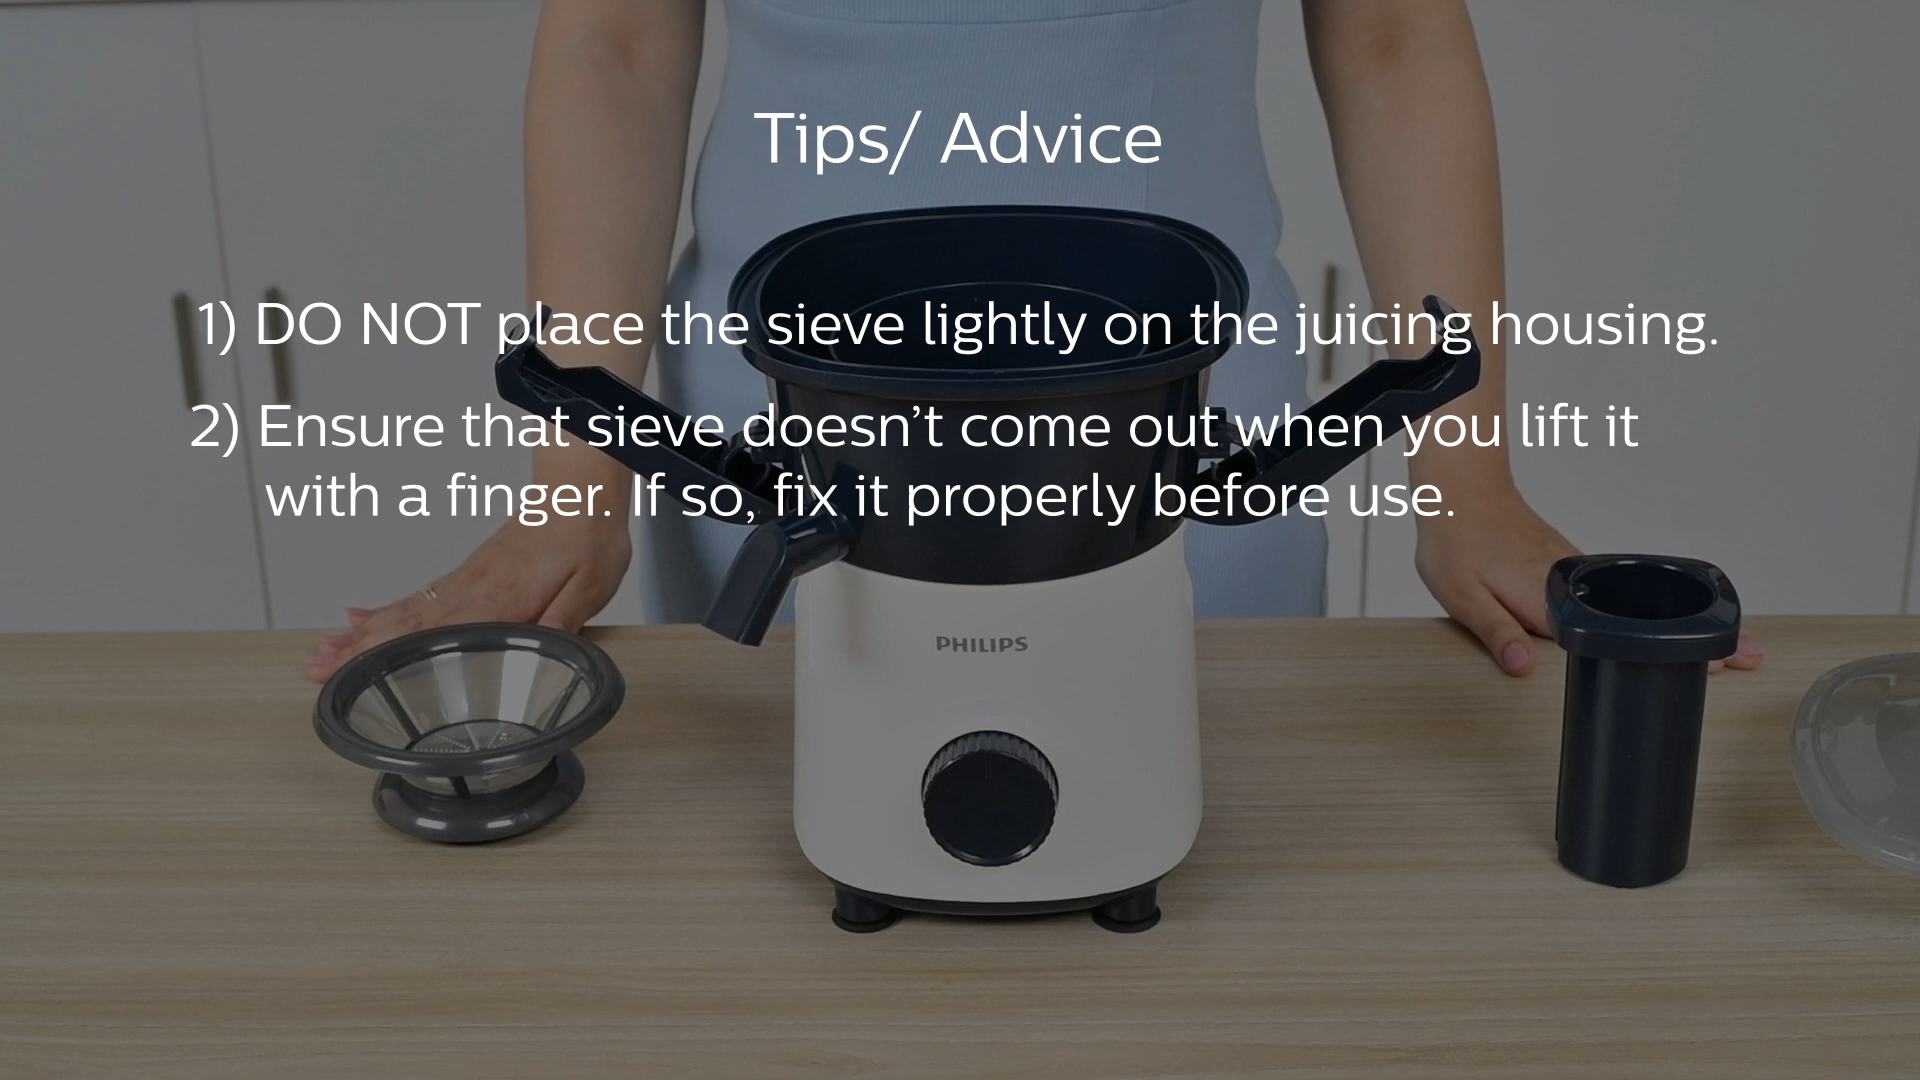 Tips/ Advice
1) DO NOT place the sieve lightly on the juicing housing.
2) Ensure that sieve doesn’t come out when you lift it
with a finger. If so, fix it properly before use.
PHILIPS